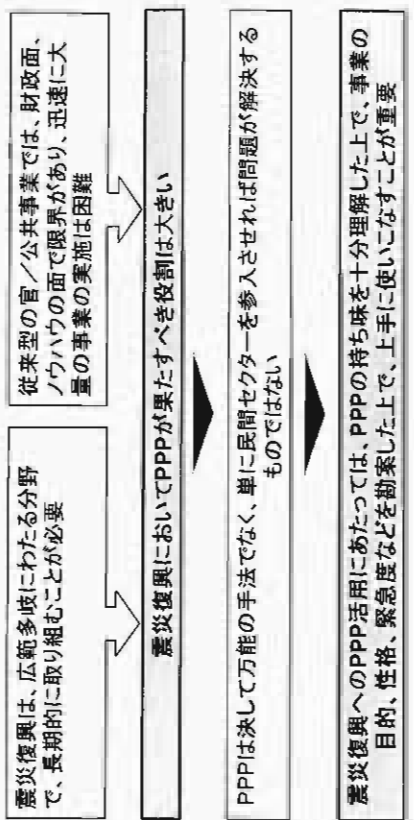 震災復興は、広範多岐にわたる分野
で、長期的に取り組むことが必要
従来型の官／公共事業では、財政面、
ノウハウの面で限界があり、迅速に大
量の事業の実施は困難
震災復興においてPPPが果たすべき役割は大きい
PPPは決して万能の手法でなく、単に民間セクターを参入させれば問題が解決する
ものではない
震災復興へのPPP活用にあたっては、PPPの持ち味を十分理解した上で、事業の
目的、性格、緊急度などを勘案した上で、上手に使いこなすことが重要